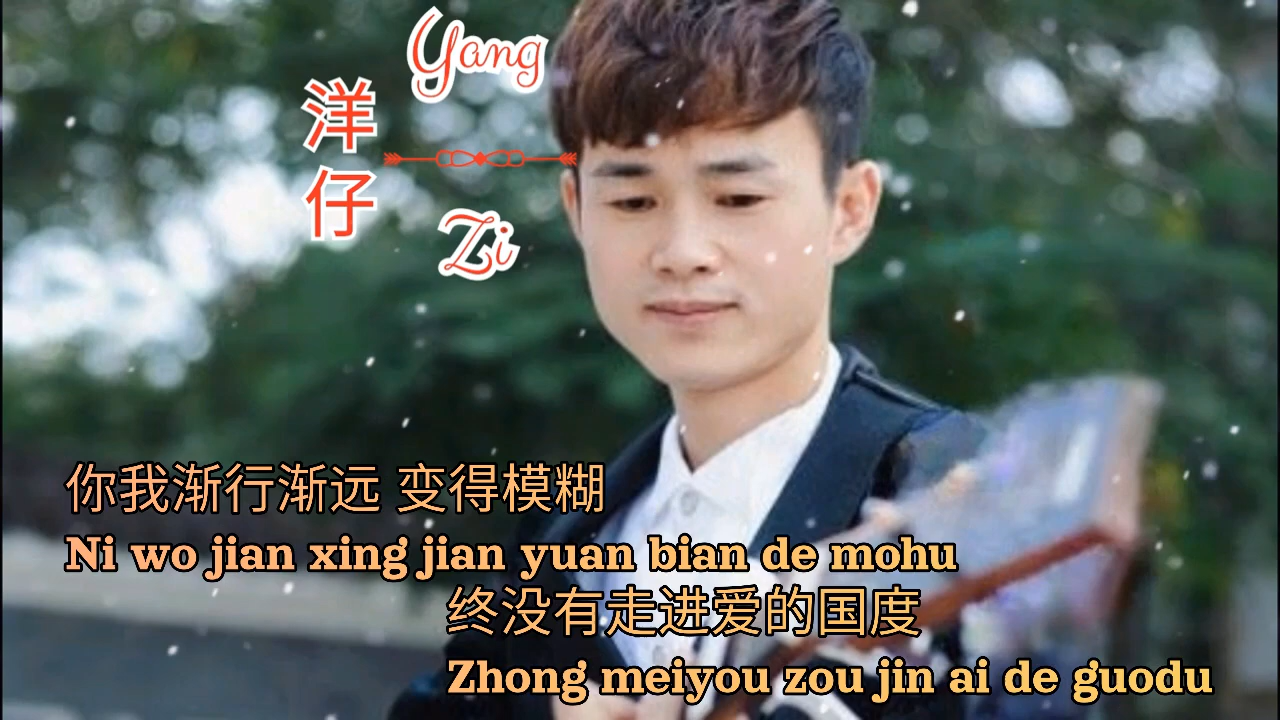 Yang
洋仔
Zi
你我渐行渐远 变得模糊
Ni wo jian xing jian yuan bian de mohu
终没有走进爱的国度
Zhong meiyou zou jin ai de guodu